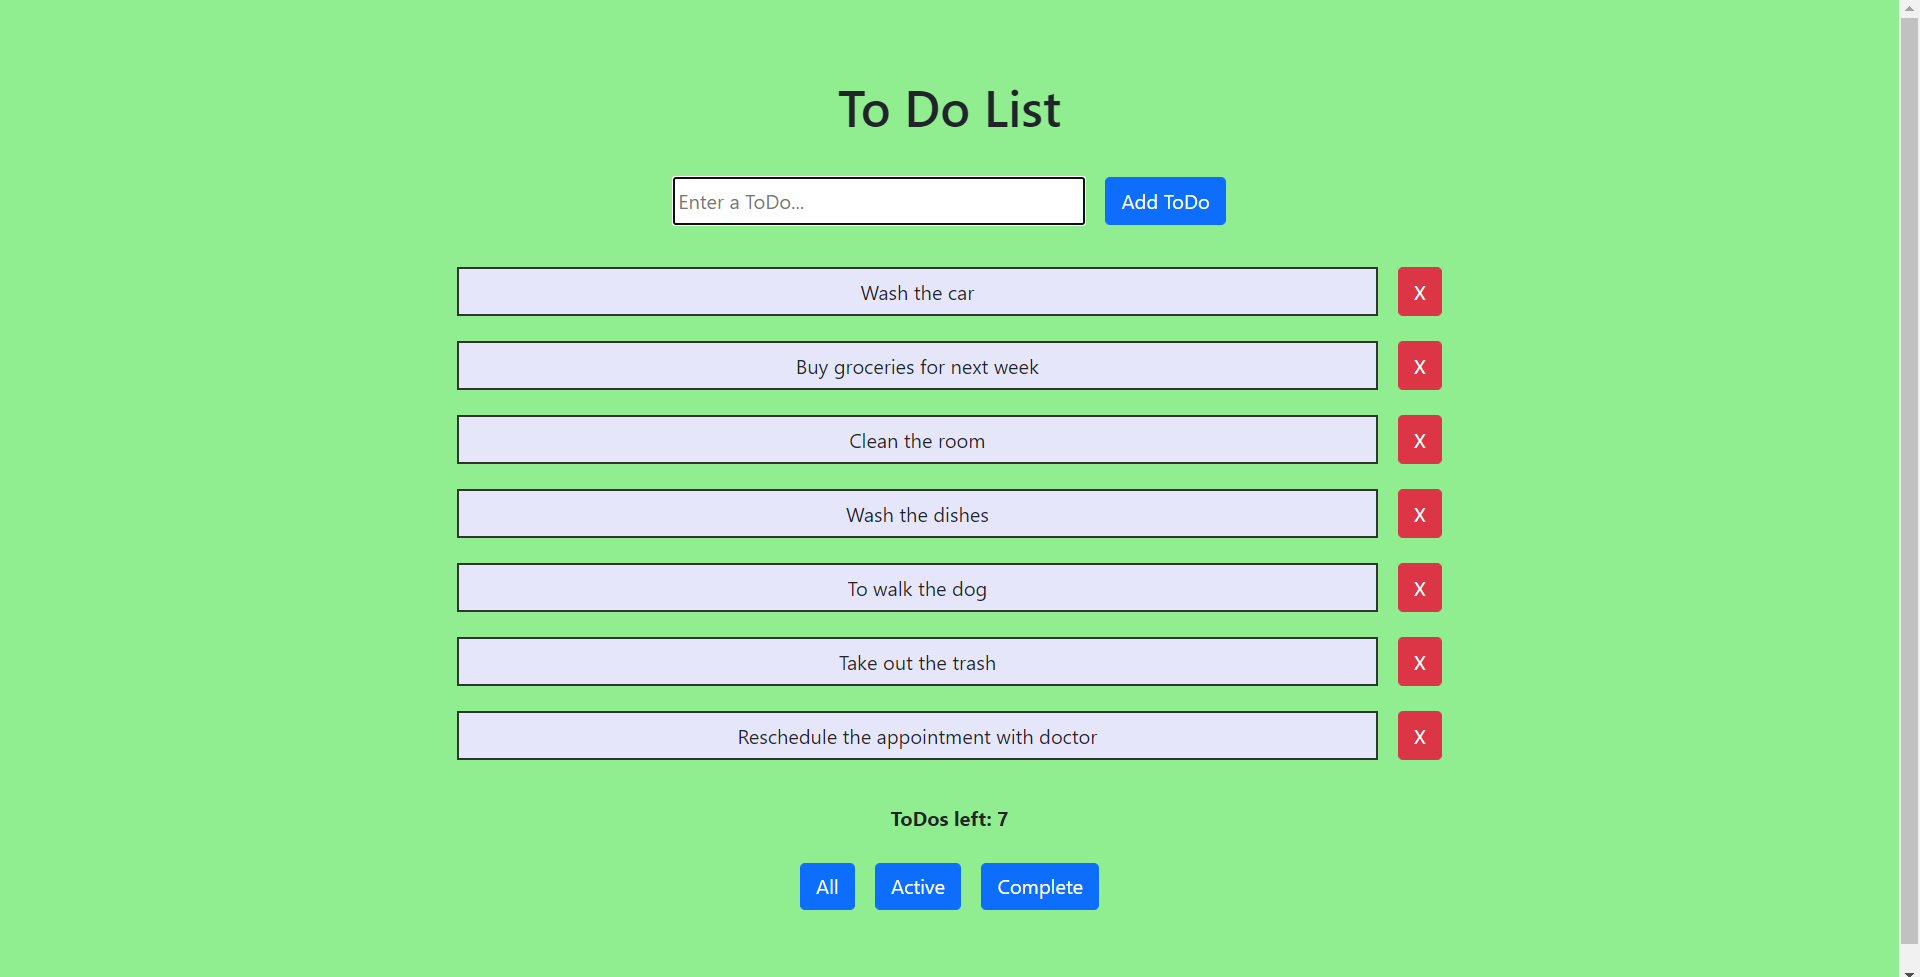 To Do List
Enter a ToDo...
Add ToDo
Wash the car
X
Buy groceries for next week
X
Clean the room
X
Wash the dishes
X
To walk the dog
X
Take out the trash
X
Reschedule the appointment with doctor
X
ToDos left: 7
All
Active
Complete